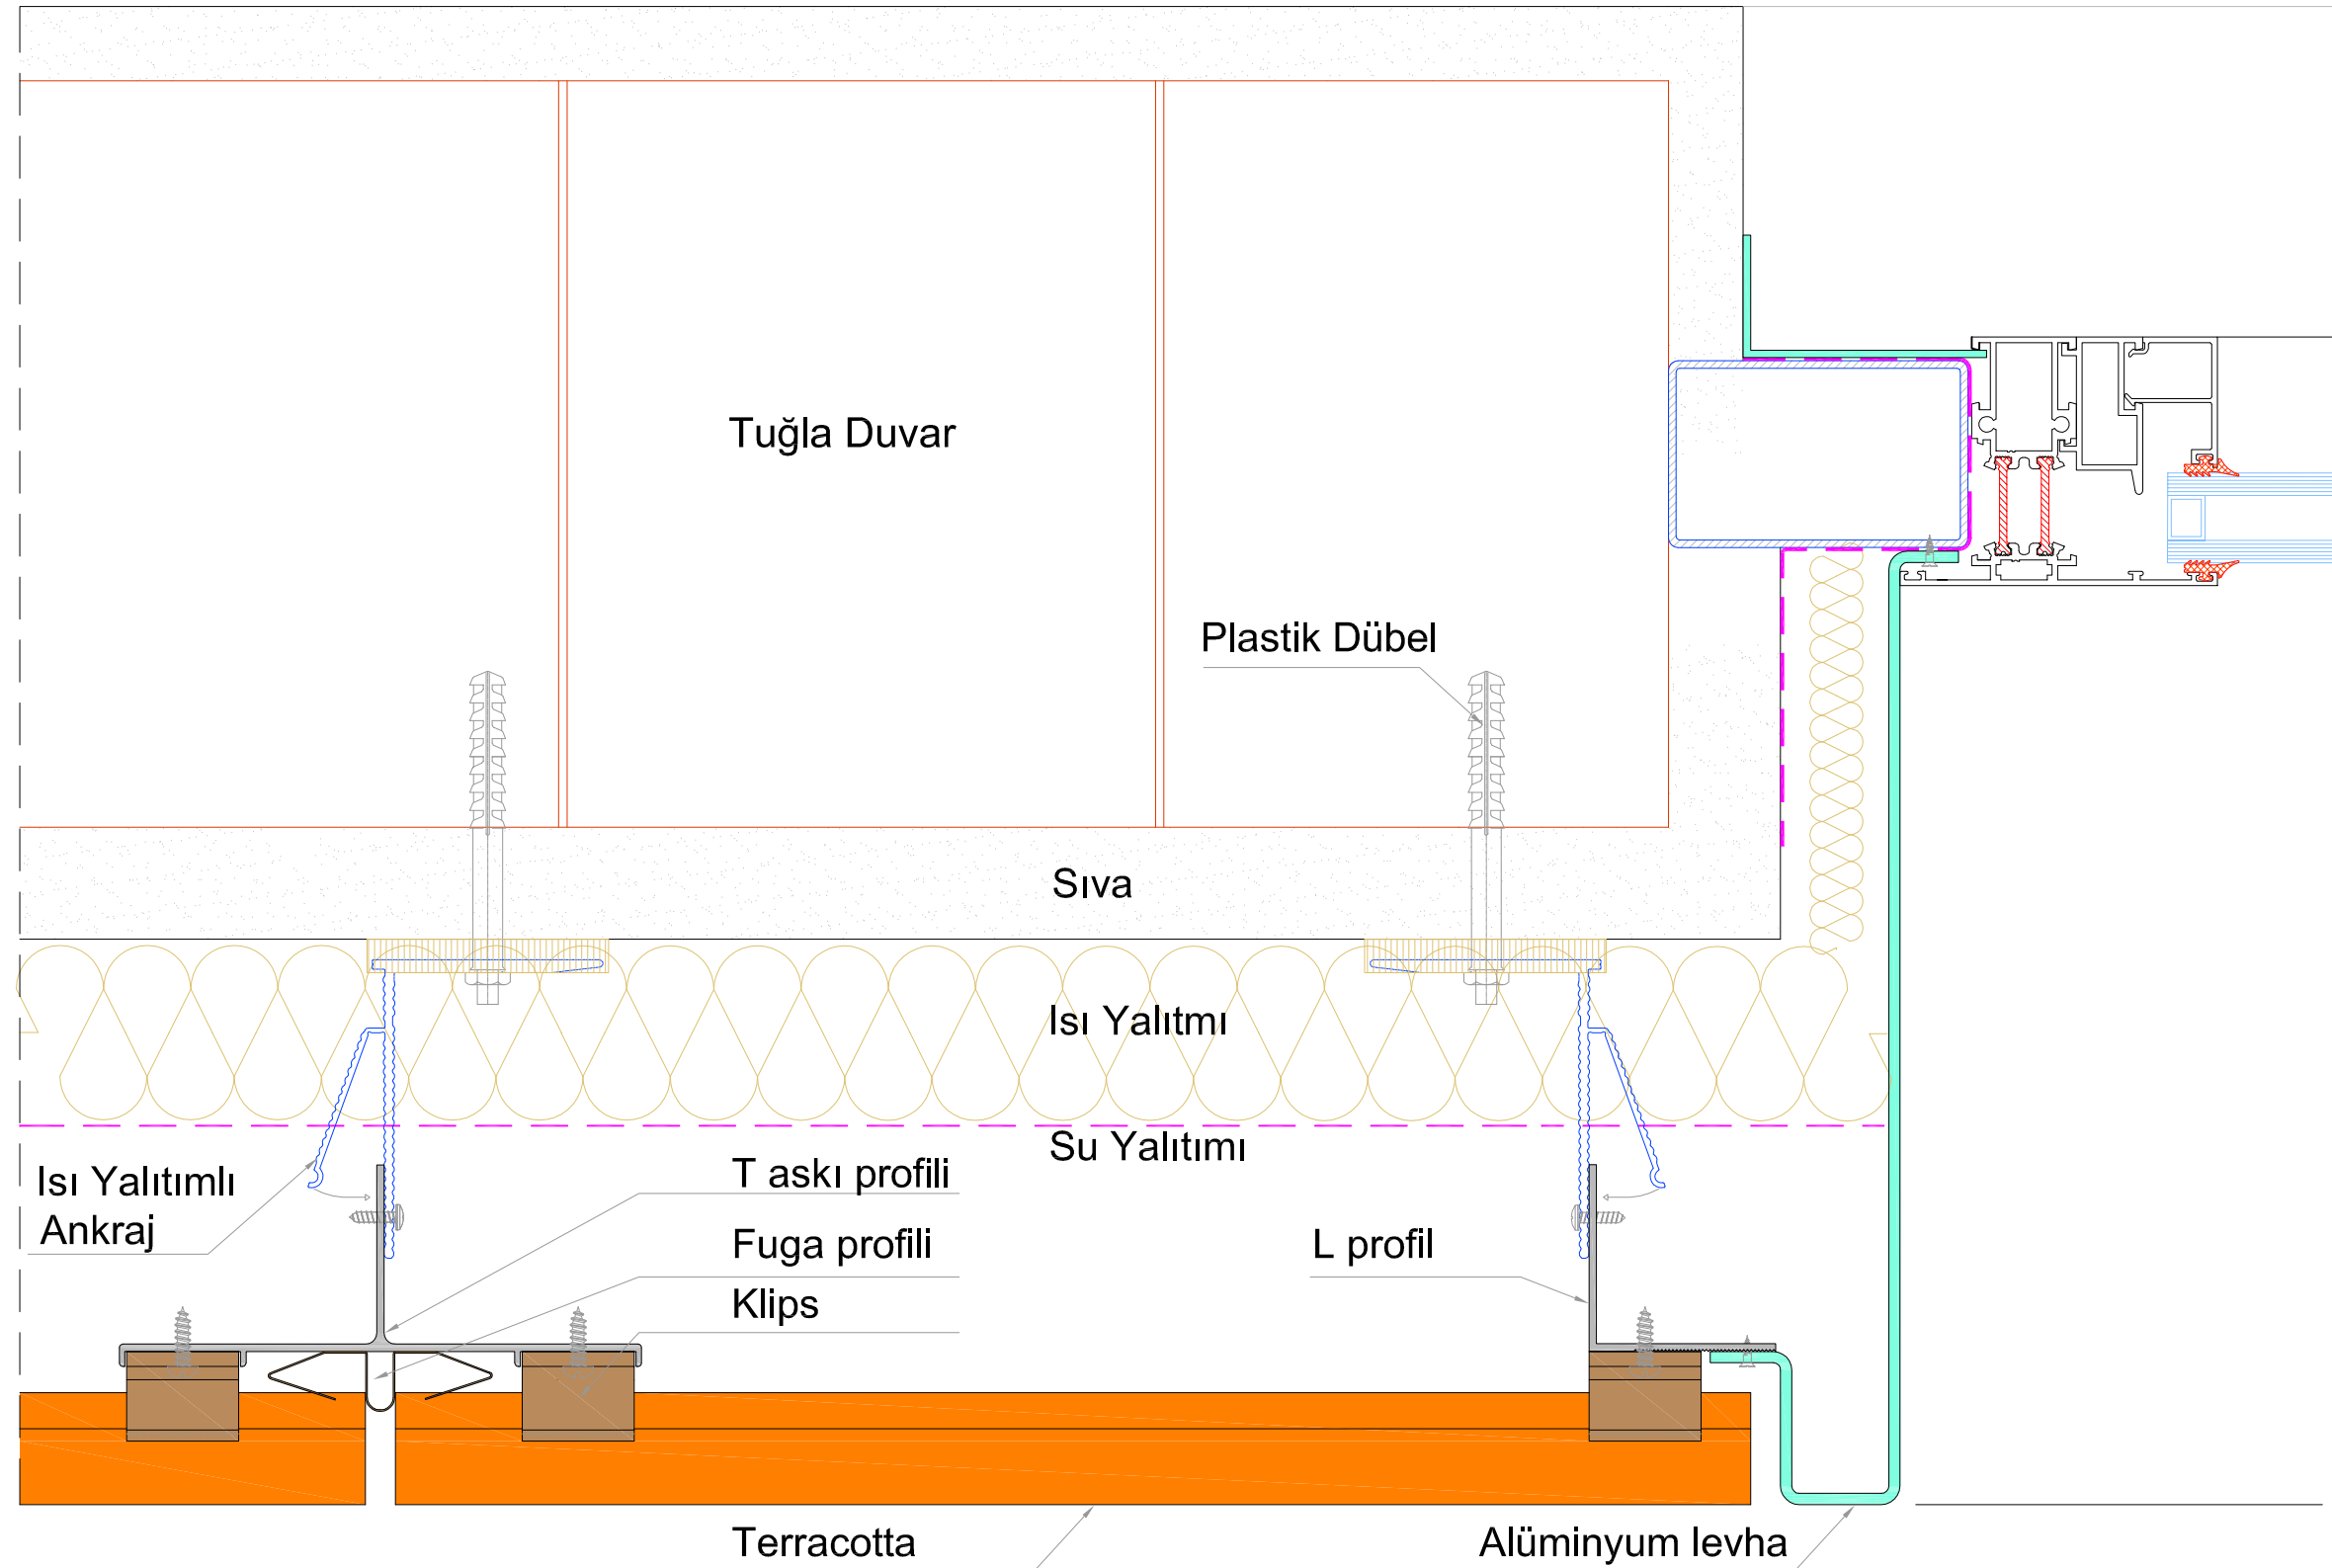 Tuğla Duvar
Plastik Dübel
Sıva
Isı Yalıtmı
Su Yalıtımı
Isı Yalıtımlı
Ankraj
T askı profili
Fuga profili
Klips
L profil
Terracotta
Alüminyum levha